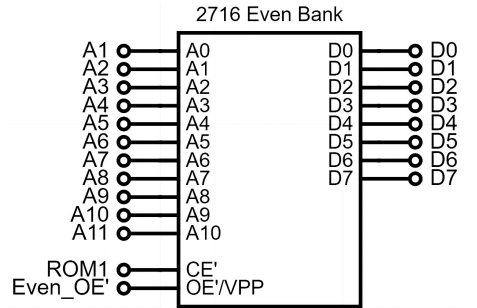 2716 Even Bank
A1 A0 D0 D0
A2 A1 D1 D1
A3 A2 D2 D2
A4 A3 D3 D3
A5 A4 D4 D4
A6 A5 D5 D5
A7 A6 D6 D6
A8 A7 D7 D7
A9 A8
A10 A9
A11 A10
ROM1 CE'
Even_OE' OE'/VPP